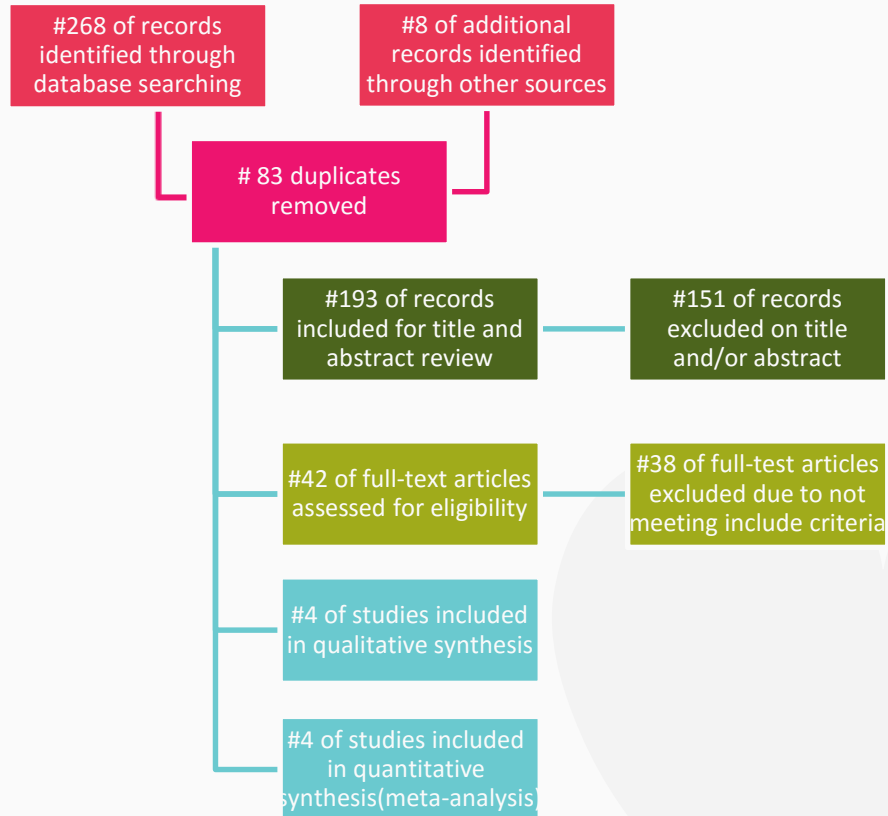 #268 of records
identified through
database searching
#8 of additional
records identified
through other sources
# 83 duplicates
removed
#193 of records
included for title and
abstract review
#151 of records
excluded on title
and/or abstract
#42 of full-text articles
assessed for eligibility
#38 of full-test articles
excluded due to not
meeting include criteria
#4 of studies included
in qualitative synthesis
#4 of studies included
in quantitative
synthesis(meta-analysis)